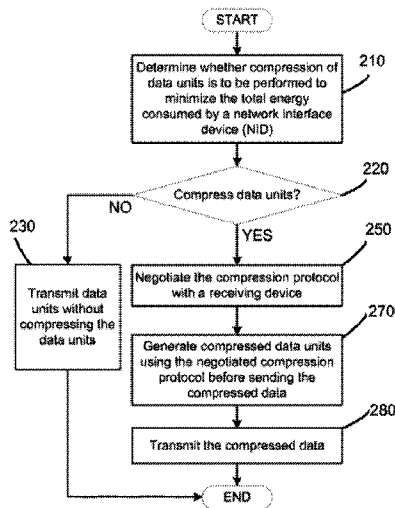 START
210
Determine whether compression of
data units is to be performed to
minimize the total energy
consumed by a network interface
device (NID)
220
Compress data units?
NO
YES
230
Transmit data
units without
compressing the
data units
250
Negotiate the compression protocol
with a receiving device
270
Generate compressed data units
using the negotiated compression
protocol before sending the
compressed data
280
Transmit the compressed data
END